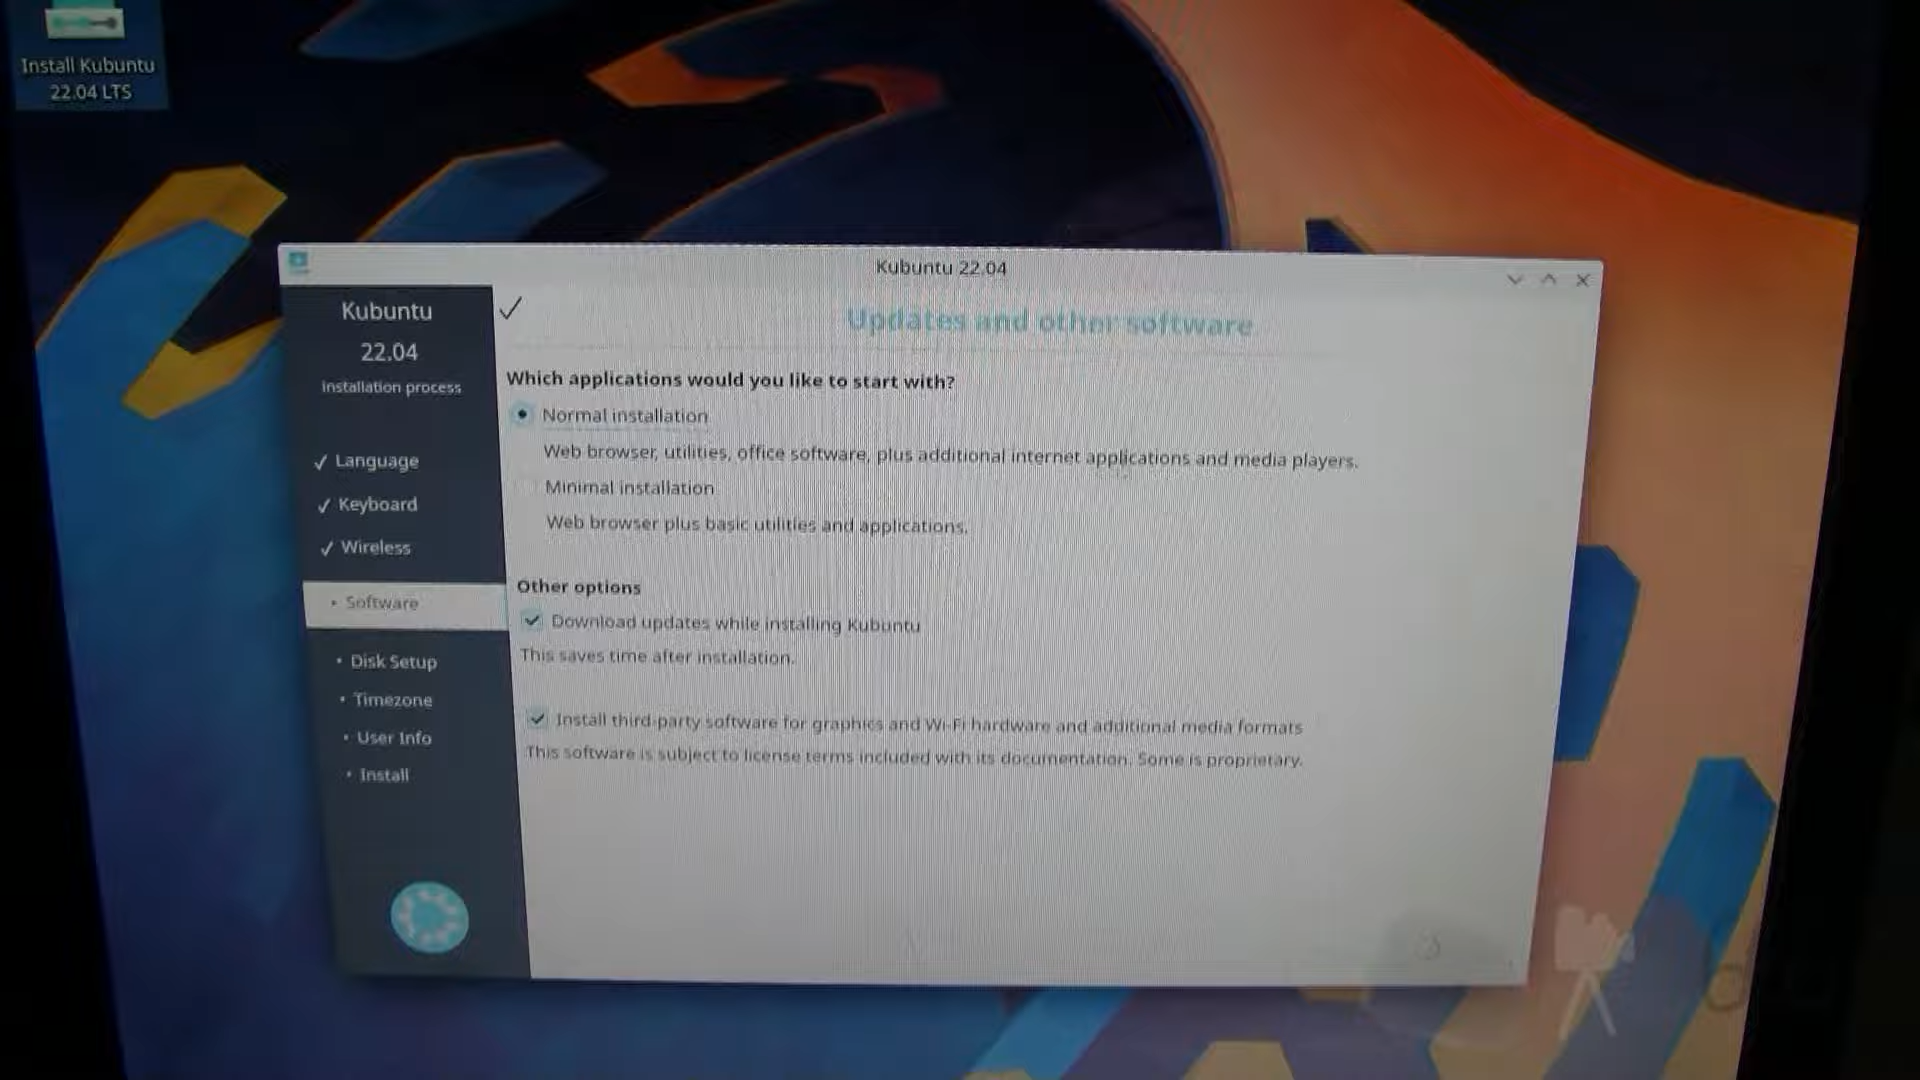 Install Kubuntu
22.04 LTS
Kubuntu 22.04
Kubuntu
22.04
Installation process
✓ Language
✓ Keyboard
✓ Wireless
• Software
• Disk Setup
• Timezone
• User Info
• Install
Updates and other software
Which applications would you like to start with?
Normal installation
Web browser, utilities, office software, plus additional internet applications and media players.
Minimal installation
Web browser plus basic utilities and applications.
Other options
Download updates while installing Kubuntu
This saves time after installation.
Install third-party software for graphics and Wi-Fi hardware and additional media formats
This software is subject to license terms included with its documentation. Some is proprietary.